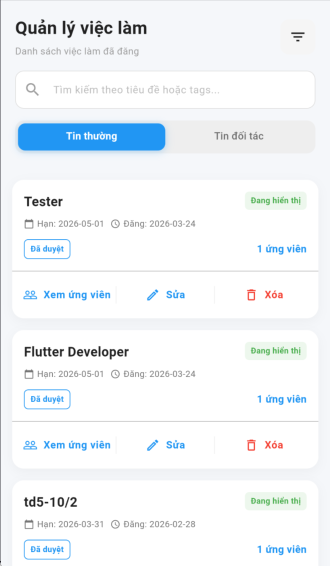 Quản lý việc làm
Danh sách việc làm đã đăng
Tìm kiếm theo tiêu đề hoặc tags...
Tin thường Tin đối tác
Tester Đang hiển thị
Hạn: 2026-05-01 Đăng: 2026-03-24
Đã duyệt 1 ứng viên
Xem ứng viên Sửa Xóa
Flutter Developer Đang hiển thị
Hạn: 2026-05-01 Đăng: 2026-03-24
Đã duyệt 1 ứng viên
Xem ứng viên Sửa Xóa
td5-10/2 Đang hiển thị
Hạn: 2026-03-31 Đăng: 2026-02-28
Đã duyệt 1 ứng viên